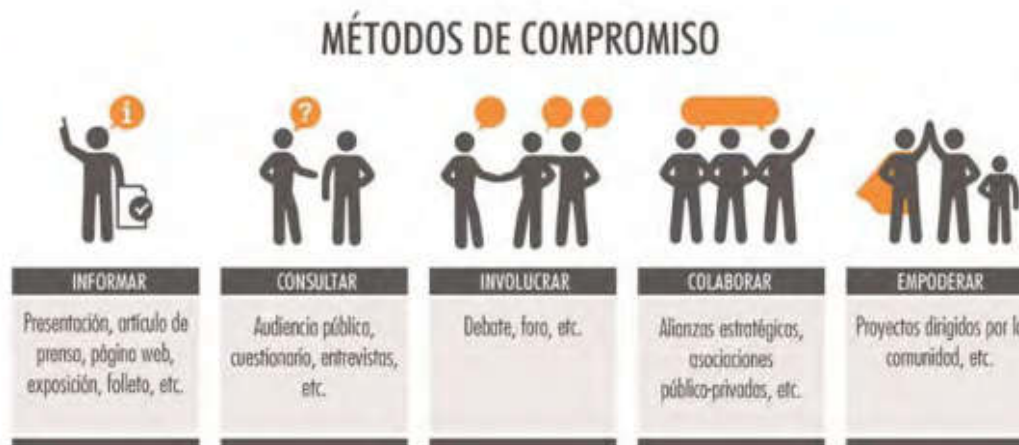 MÉTODOS DE COMPROMISO
i
?
INFORMAR
Presentación, artículo de
prensa, página web,
exposición, folleto, etc.
CONSULTAR
Audiencia pública,
cuestionario, entrevistas,
etc.
INVOLUCRAR
Debate, foro, etc.
COLABORAR
Alianzas estratégicas,
asociaciones
público-privadas, etc.
EMPODERAR
Proyectos dirigidos por la
comunidad, etc.